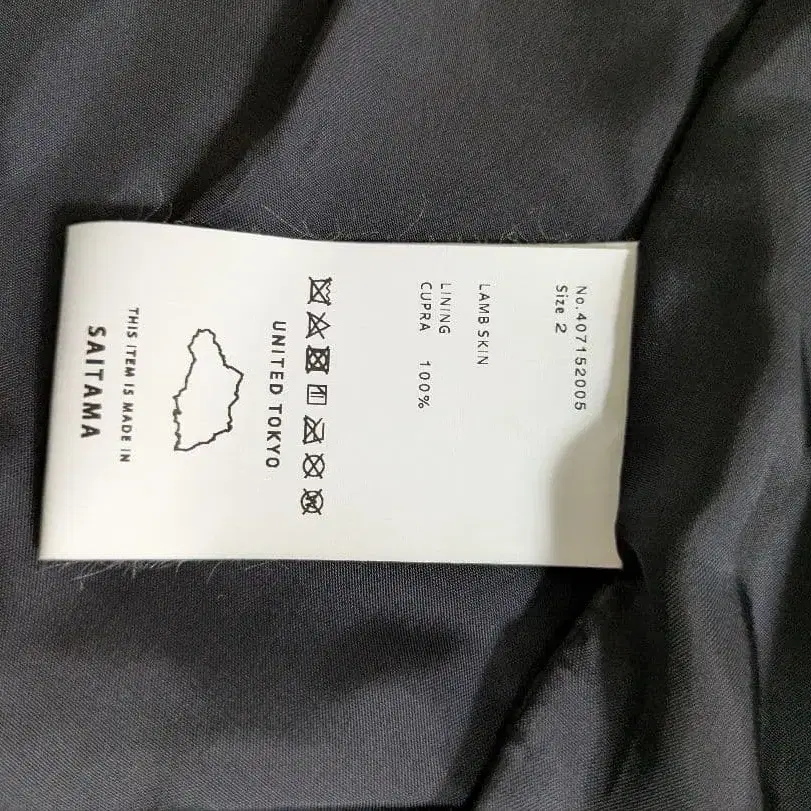 No.407152005
Size 2
LAMB SKIN
LINING
CUPRA 100%
UNITED TOKYO
THIS ITEM IS MADE IN
SAITAMA